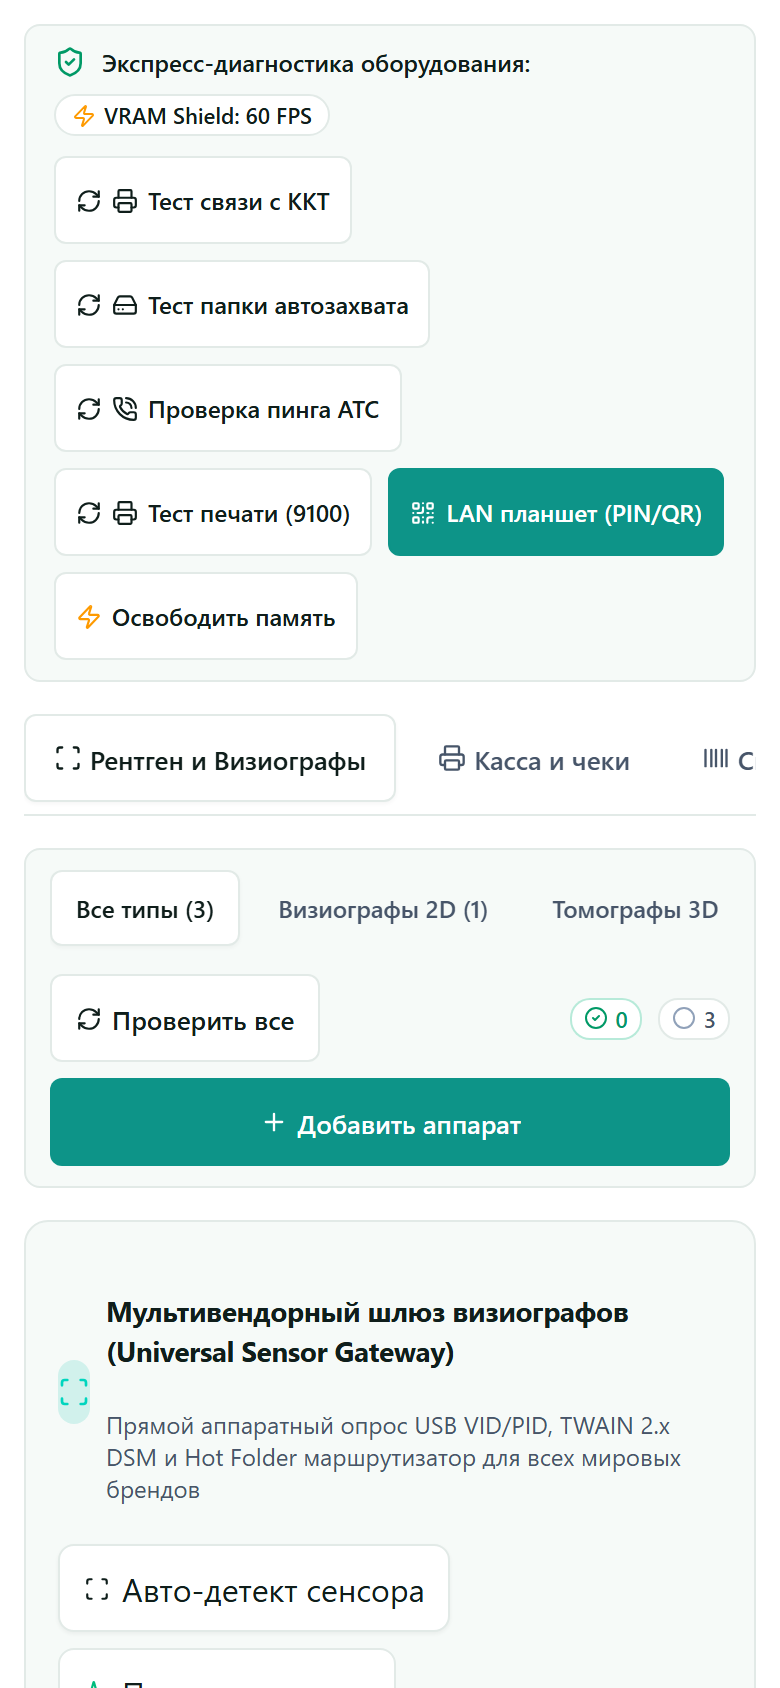 Экспресс-диагностика оборудования:
VRAM Shield: 60 FPS
Тест связи с ККТ
Тест папки автозахвата
Проверка пинга АТС
Тест печати (9100)
LAN планшет (PIN/QR)
Освободить память
Рентген и Визиографы
Касса и чеки
Все типы (3)
Визиографы 2D (1)
Томографы 3D
Проверить все
0
3
Добавить аппарат
Мультивендорный шлюз визиографов
(Universal Sensor Gateway)
Прямой аппаратный опрос USB VID/PID, TWAIN 2.x
DSM и Hot Folder маршрутизатор для всех мировых
брендов
Авто-детект сенсора